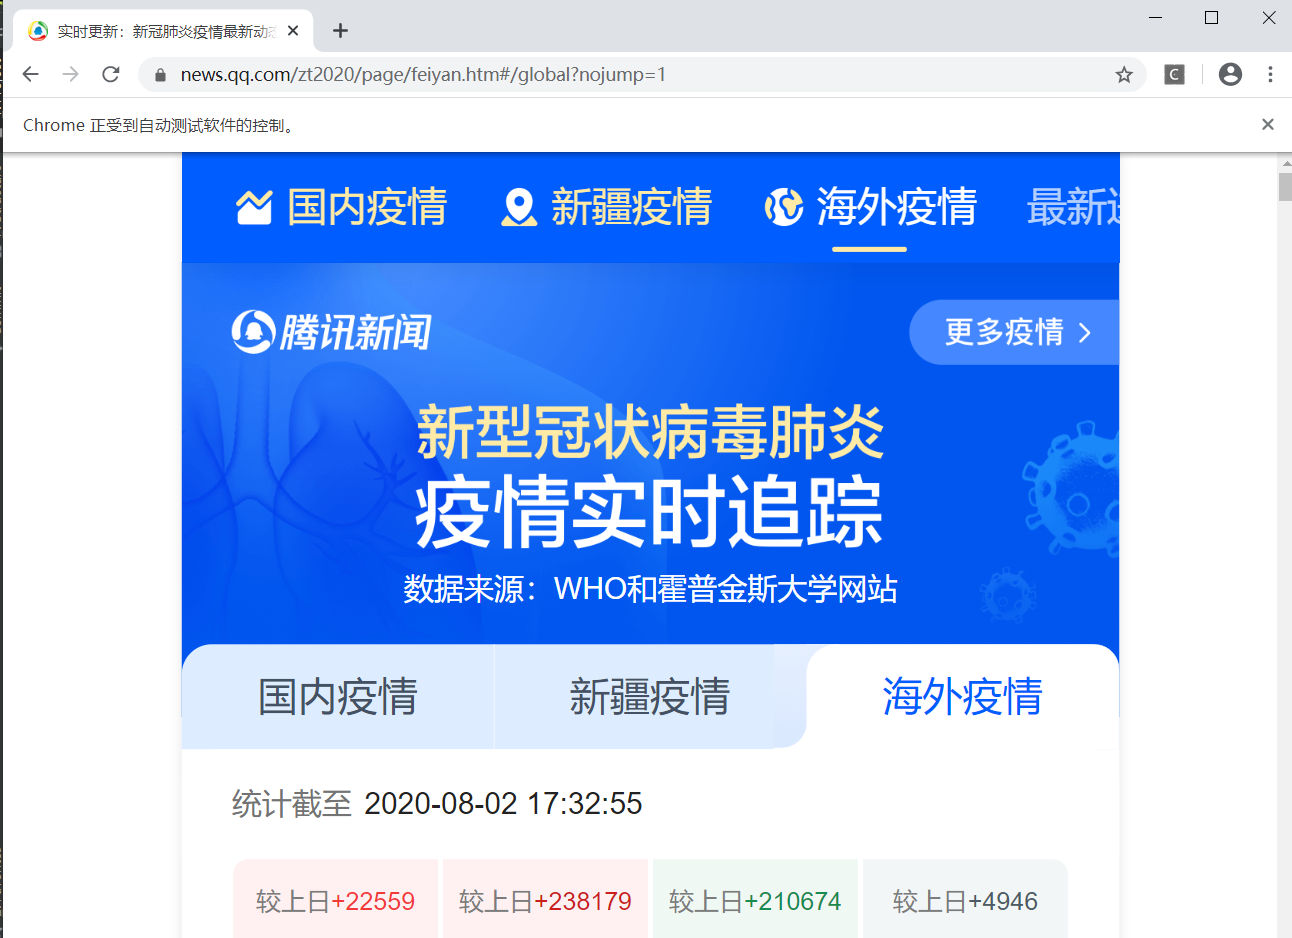 实时更新：新冠肺炎疫情最新动态
news.qq.com/zt2020/page/feiyan.htm#/global?nojump=1
C
Chrome 正受到自动测试软件的控制。
国内疫情 新疆疫情 海外疫情 最新
腾讯新闻 更多疫情
新型冠状病毒肺炎
疫情实时追踪
数据来源：WHO和霍普金斯大学网站
国内疫情 新疆疫情 海外疫情
统计截至 2020-08-02 17:32:55
较上日+22559 较上日+238179 较上日+210674 较上日+4946